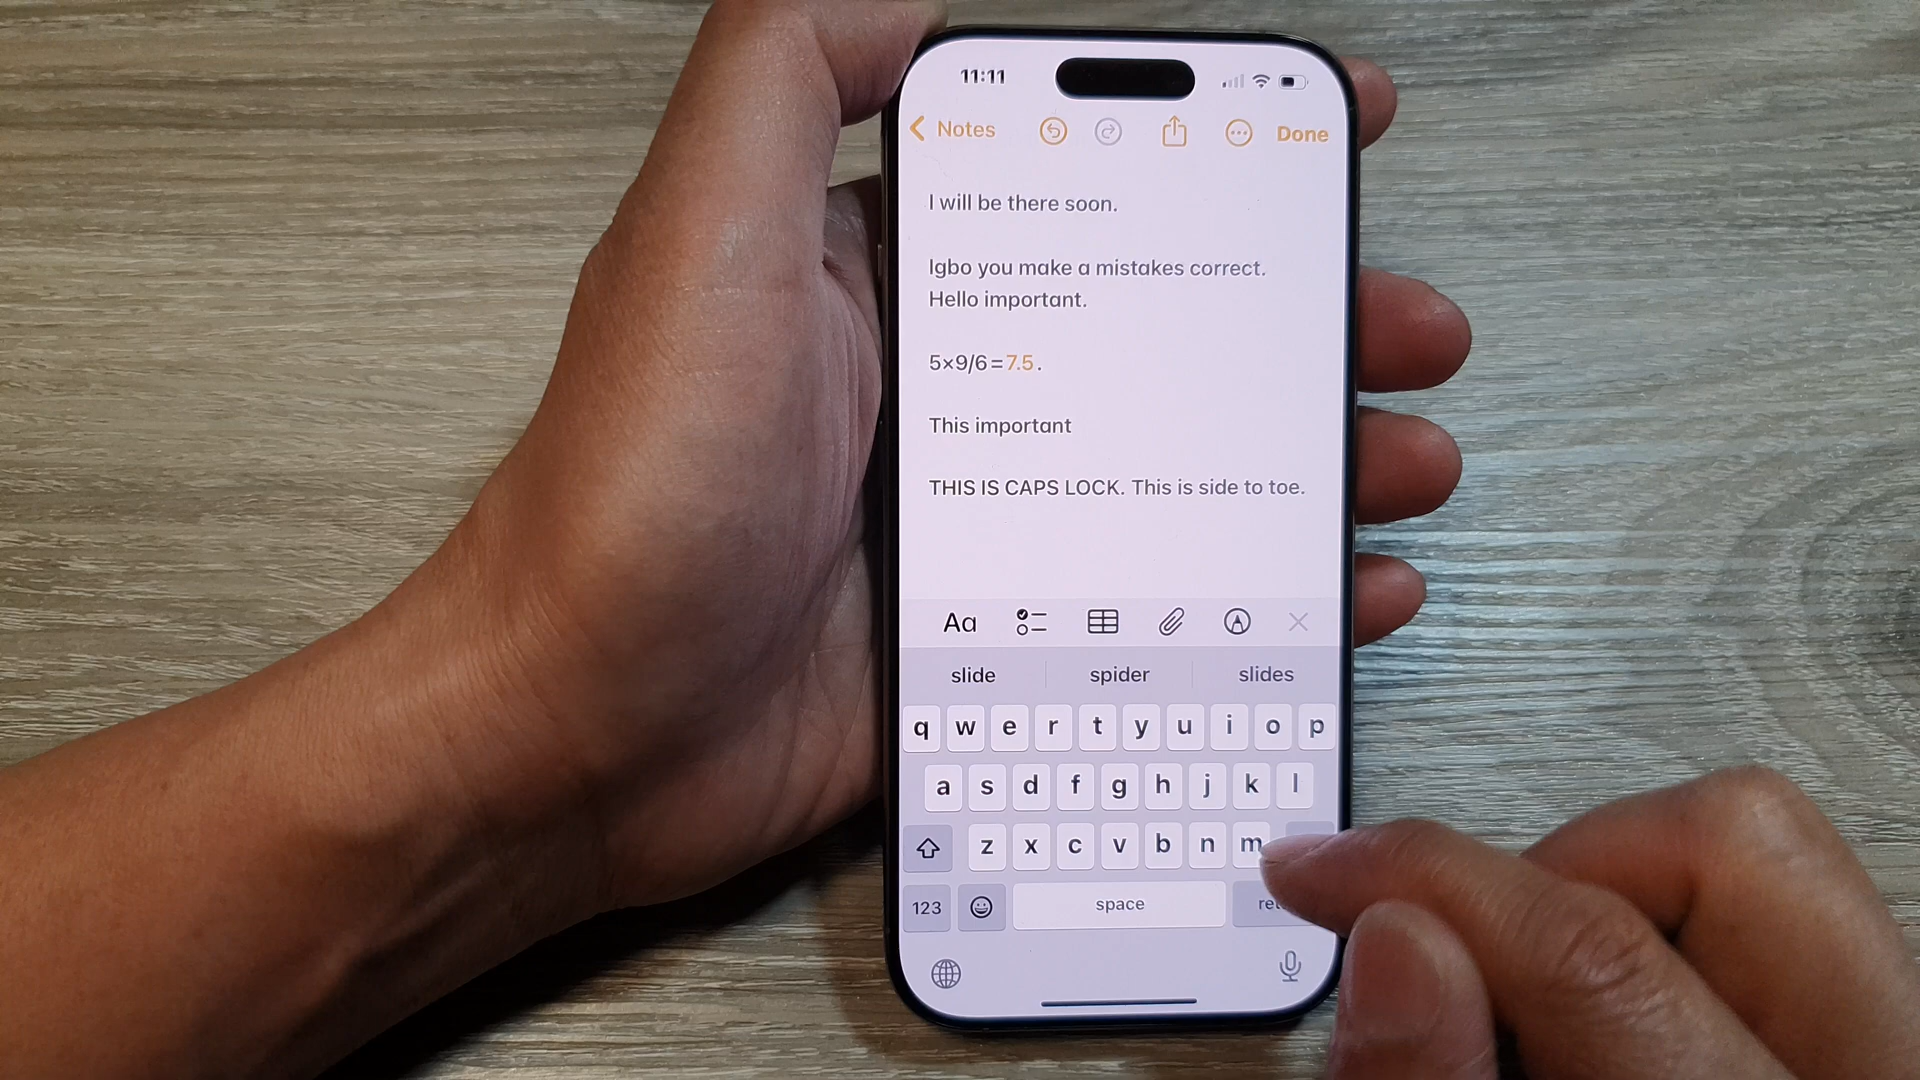 11:11
Notes
Done
I will be there soon.
Igbo you make a mistakes correct.
Hello important.
5×9/6=7.5.
This important
THIS IS CAPS LOCK. This is side to toe.
Aa
slide spider slides
q w e r t y u i o p
a s d f g h j k l
z x c v b n m
123 space